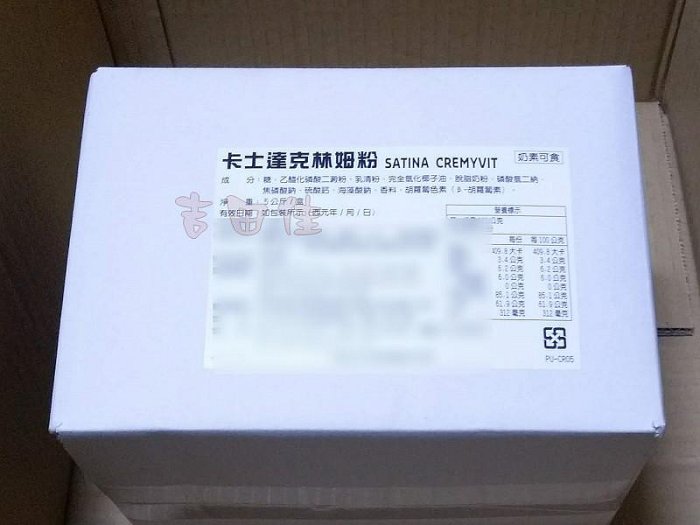 卡士達克林姆粉 SATINA CREMYVIT 奶素可食
成 分：糖、乙醯化磷酸二澱粉、乳清粉、完全氫化椰子油、脫脂奶粉、磷酸氫二納、
焦磷酸鈉、硫酸鈣、海藻酸鈉、香料、胡蘿蔔色素（β-胡蘿蔔素）。
淨 重：5公斤/盒
有效日期：如包裝所示（西元年/月/日）
吉田佳
營養標示
每份 每100公克
409.8大卡 409.8大卡
3.4公克 3.4公克
6.2公克 6.2公克
6.0公克 6.0公克
0公克 0公克
85.1公克 85.1公克
61.9公克 61.9公克
312毫克 312毫克
PU-CR05